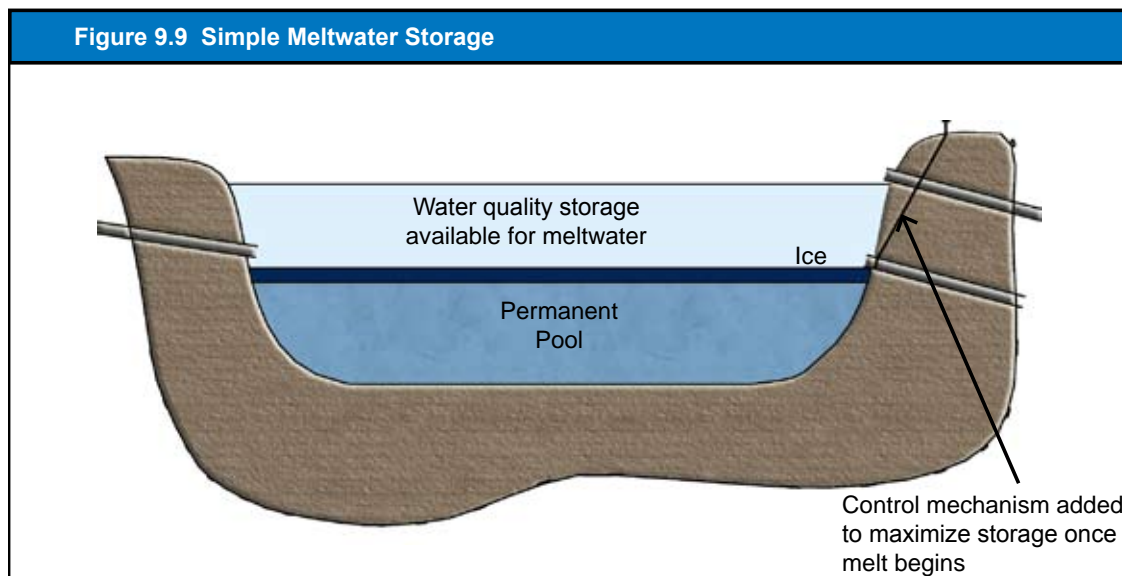 Figure 9.9 Simple Meltwater Storage
Water quality storage
available for meltwater
Ice
Permanent
Pool
Control mechanism added
to maximize storage once
melt begins